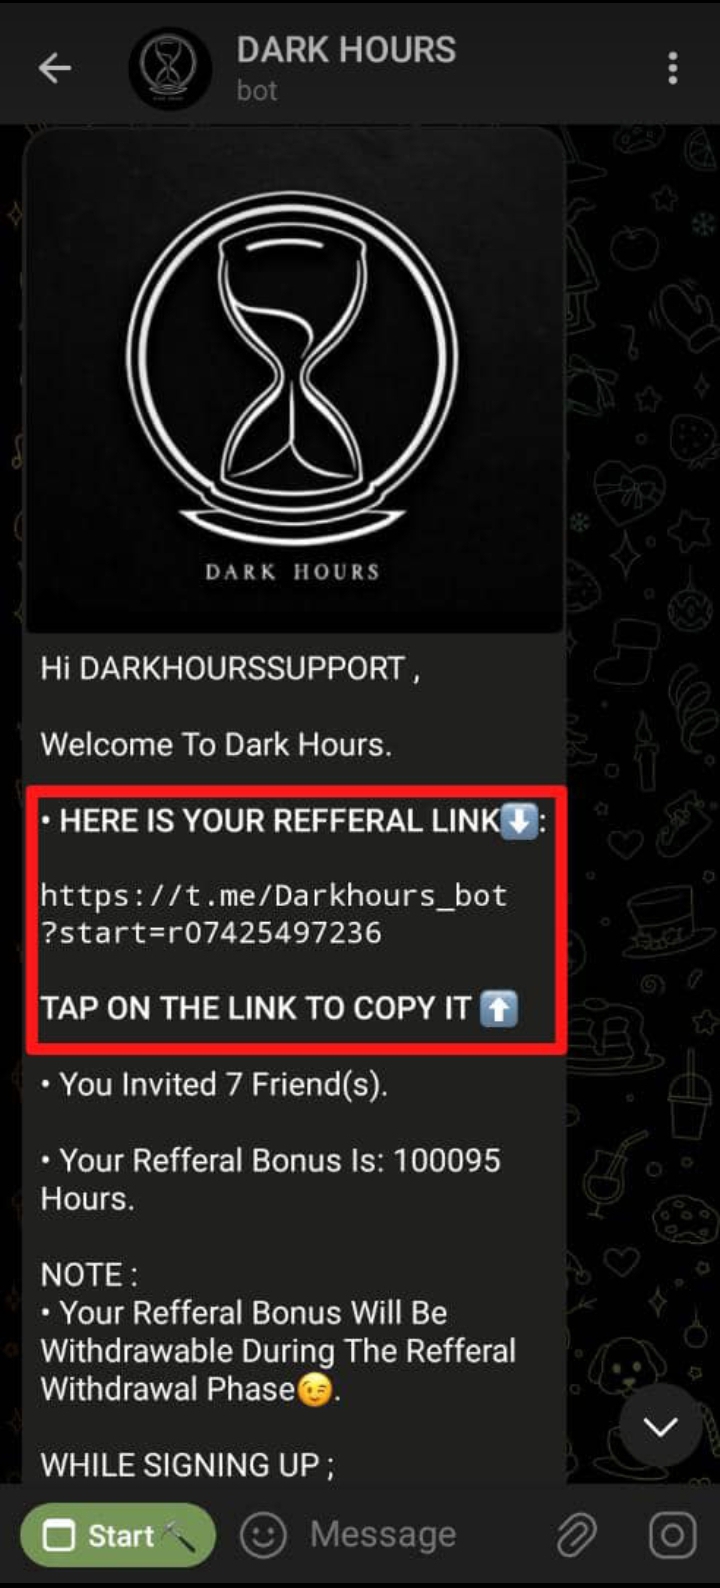 DARK HOURS
bot
DARK HOURS
Hi DARKHOURSSUPPORT ,
Welcome To Dark Hours.
• HERE IS YOUR REFFERAL LINK⬇️:
https://t.me/Darkhours_bot
?start=r07425497236
TAP ON THE LINK TO COPY IT ⬆️
• You Invited 7 Friend(s).
• Your Refferal Bonus Is: 100095
Hours.
NOTE :
• Your Refferal Bonus Will Be
Withdrawable During The Refferal
Withdrawal Phase😉.
WHILE SIGNING UP ;
Start🔨
Message